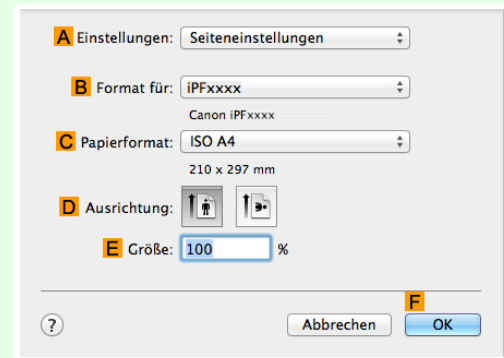 A Einstellungen: Seiteneinstellungen
B Format für: iPFxxxx
Canon iPFxxxx
C Papierformat: ISO A4
210 x 297 mm
D Ausrichtung:
E Größe: 100 %
F
? Abbrechen OK